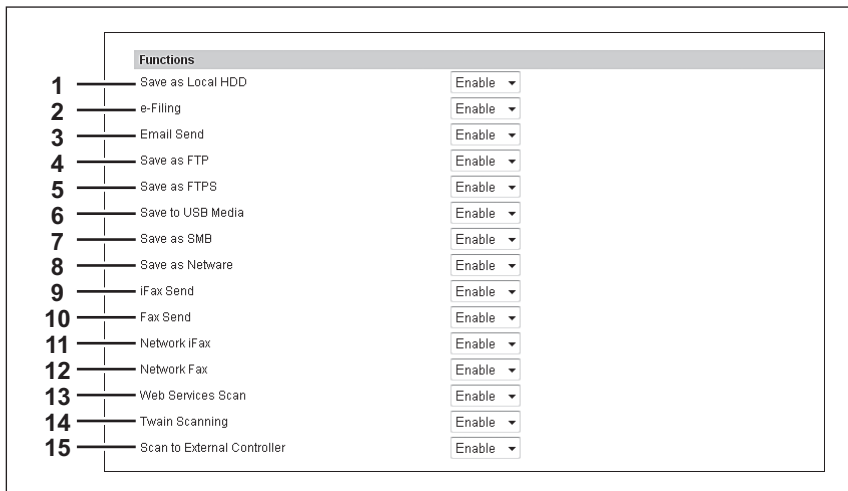 Functions
1 Save as Local HDD Enable
2 e-Filing Enable
3 Email Send Enable
4 Save as FTP Enable
5 Save as FTPS Enable
6 Save to USB Media Enable
7 Save as SMB Enable
8 Save as Netware Enable
9 iFax Send Enable
10 Fax Send Enable
11 Network iFax Enable
12 Network Fax Enable
13 Web Services Scan Enable
14 Twain Scanning Enable
15 Scan to External Controller Enable